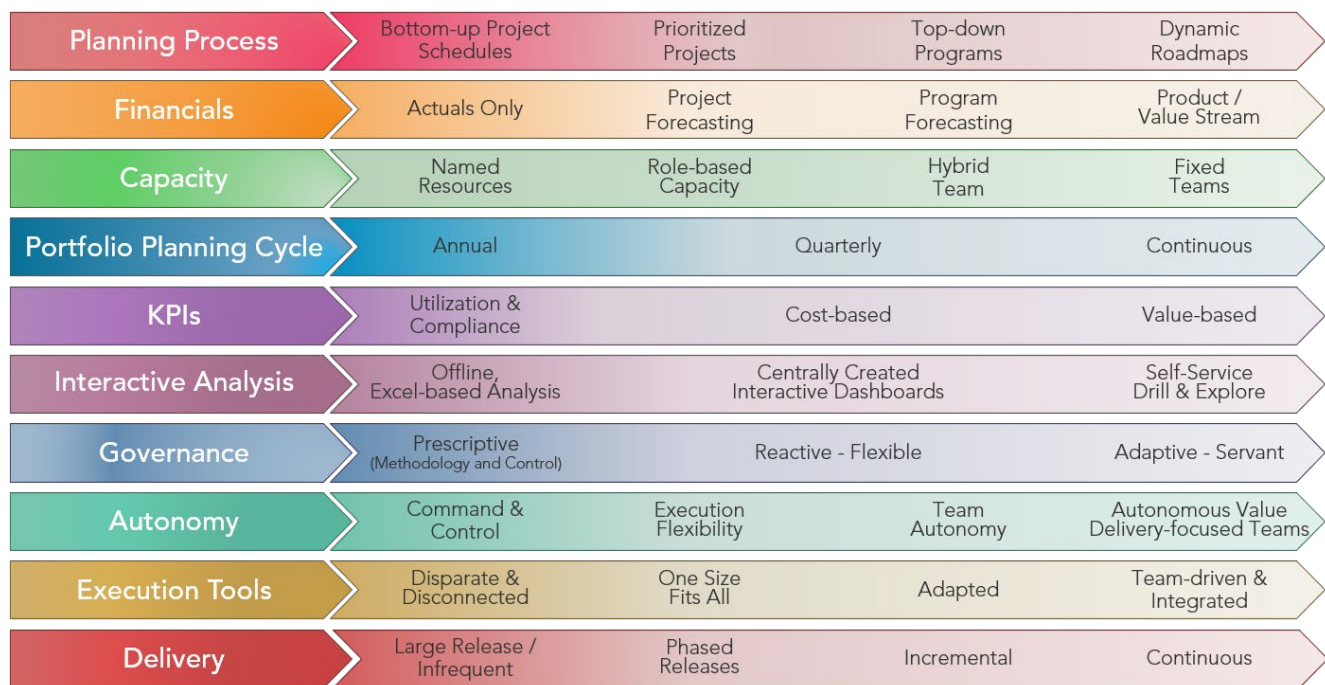 Planning Process
Bottom-up Project
Schedules
Prioritized
Projects
Top-down
Programs
Dynamic
Roadmaps
Financials
Actuals Only
Project
Forecasting
Program
Forecasting
Product /
Value Stream
Capacity
Named
Resources
Role-based
Capacity
Hybrid
Team
Fixed
Teams
Portfolio Planning Cycle
Annual
Quarterly
Continuous
KPIs
Utilization &
Compliance
Cost-based
Value-based
Interactive Analysis
Offline,
Excel-based Analysis
Centrally Created
Interactive Dashboards
Self-Service
Drill & Explore
Governance
Prescriptive
(Methodology and Control)
Reactive - Flexible
Adaptive - Servant
Autonomy
Command &
Control
Execution
Flexibility
Team
Autonomy
Autonomous Value
Delivery-focused Teams
Execution Tools
Disparate &
Disconnected
One Size
Fits All
Adapted
Team-driven &
Integrated
Delivery
Large Release /
Infrequent
Phased
Releases
Incremental
Continuous